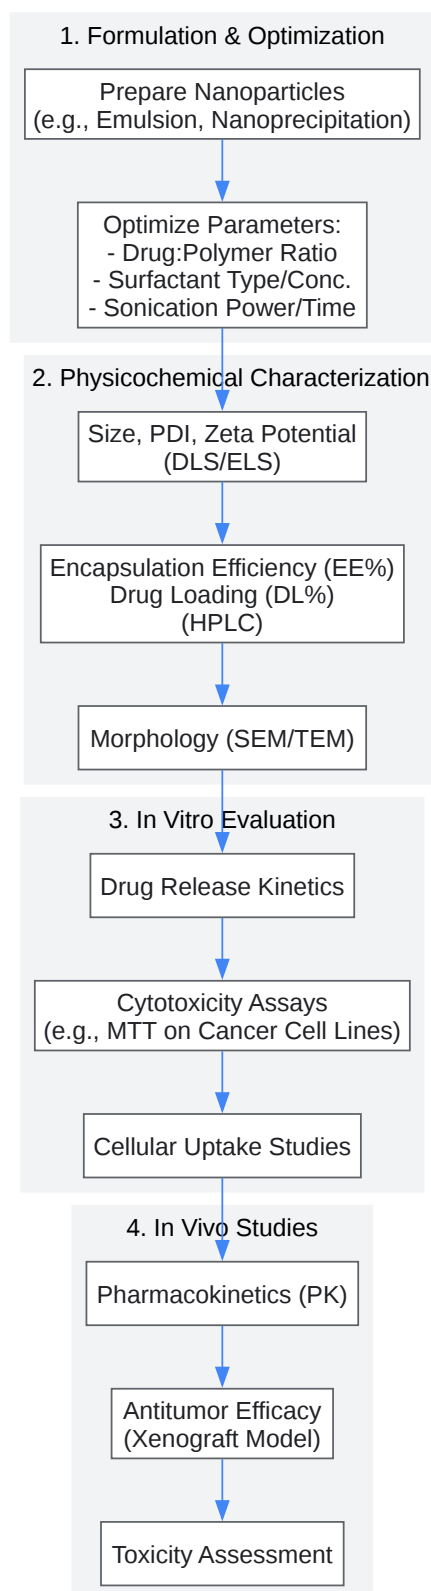 1. Formulation & Optimization
Prepare Nanoparticles
(e.g., Emulsion, Nanoprecipitation)
Optimize Parameters:
- Drug:Polymer Ratio
- Surfactant Type/Conc.
- Sonication Power/Time
2. Physicochemical Characterization
Size, PDI, Zeta Potential
(DLS/ELS)
Encapsulation Efficiency (EE%)
Drug Loading (DL%)
(HPLC)
Morphology (SEM/TEM)
3. In Vitro Evaluation
Drug Release Kinetics
Cytotoxicity Assays
(e.g., MTT on Cancer Cell Lines)
Cellular Uptake Studies
4. In Vivo Studies
Pharmacokinetics (PK)
Antitumor Efficacy
(Xenograft Model)
Toxicity Assessment